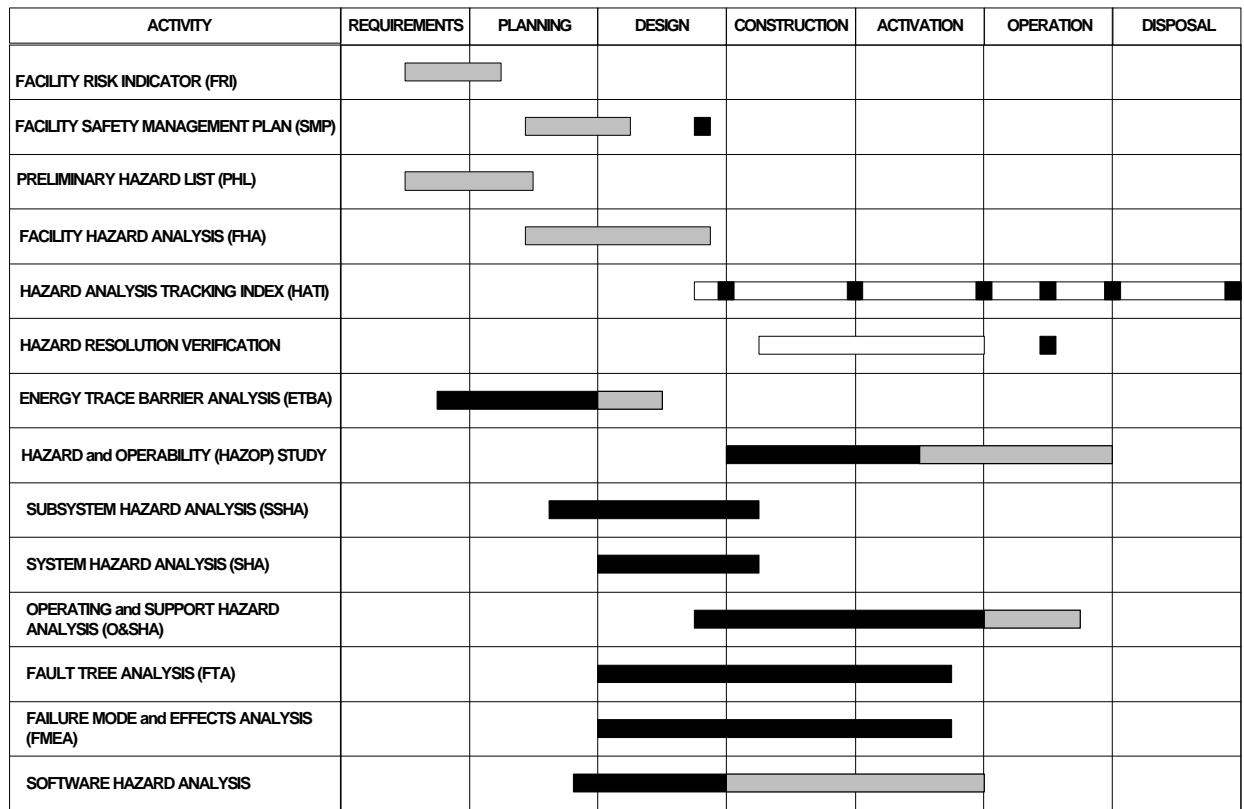 ACTIVITY REQUIREMENTS PLANNING DESIGN CONSTRUCTION ACTIVATION OPERATION DISPOSAL
FACILITY RISK INDICATOR (FRI)
FACILITY SAFETY MANAGEMENT PLAN (SMP)
PRELIMINARY HAZARD LIST (PHL)
FACILITY HAZARD ANALYSIS (FHA)
HAZARD ANALYSIS TRACKING INDEX (HATI)
HAZARD RESOLUTION VERIFICATION
ENERGY TRACE BARRIER ANALYSIS (ETBA)
HAZARD and OPERABILITY (HAZOP) STUDY
SUBSYSTEM HAZARD ANALYSIS (SSHA)
SYSTEM HAZARD ANALYSIS (SHA)
OPERATING and SUPPORT HAZARD
ANALYSIS (O&SHA)
FAULT TREE ANALYSIS (FTA)
FAILURE MODE and EFFECTS ANALYSIS
(FMEA)
SOFTWARE HAZARD ANALYSIS